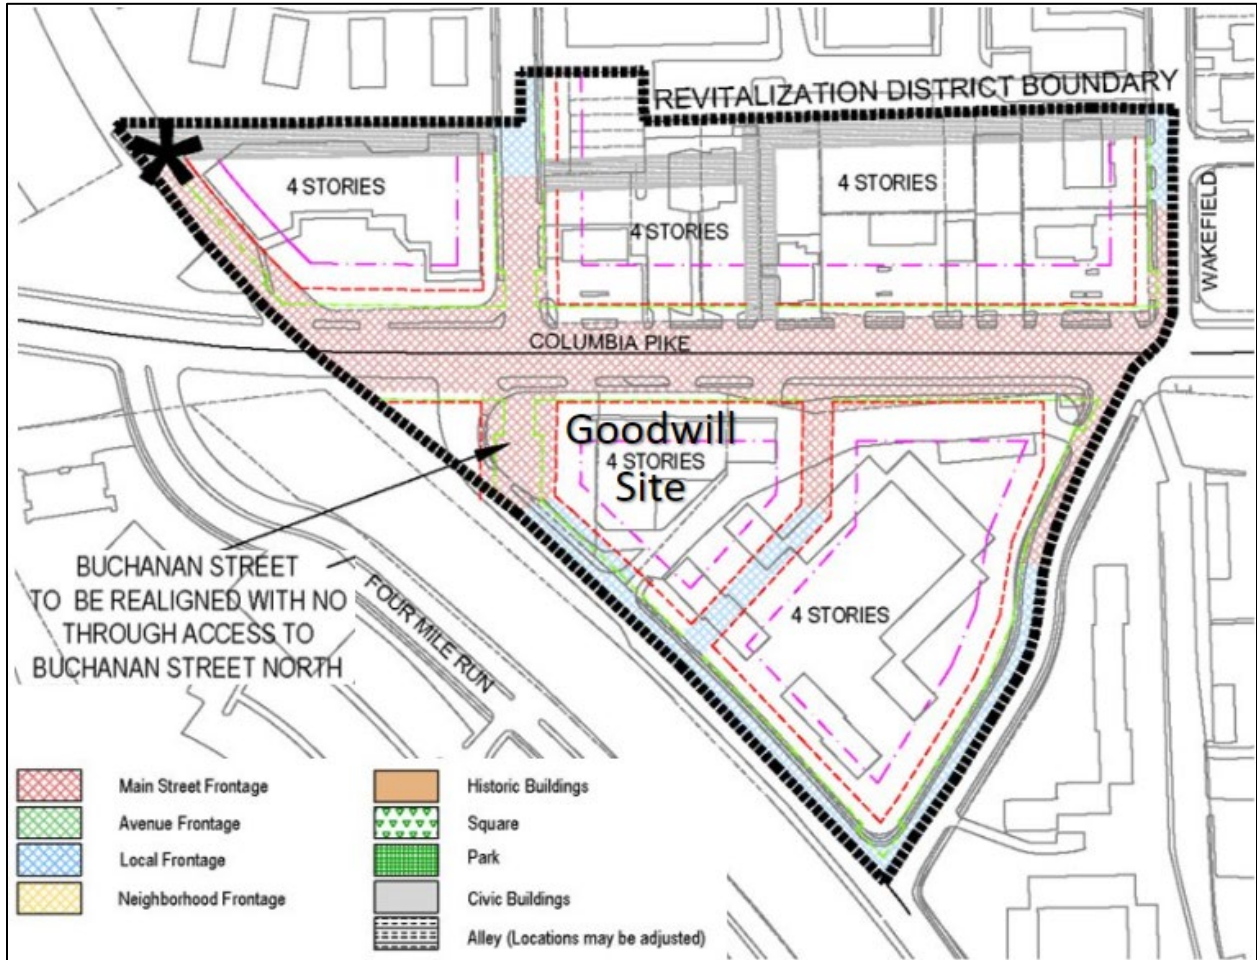 REVITALIZATION DISTRICT BOUNDARY
4 STORIES
4 STORIES
4 STORIES
WAKEFIELD
COLUMBIA PIKE
Goodwill
4 STORIES
Site
BUCHANAN STREET
TO BE REALIGNED WITH NO
THROUGH ACCESS TO
BUCHANAN STREET NORTH
FOUR MILE RUN
4 STORIES
Main Street Frontage
Avenue Frontage
Local Frontage
Neighborhood Frontage
Historic Buildings
Square
Park
Civic Buildings
Alley (Locations may be adjusted)